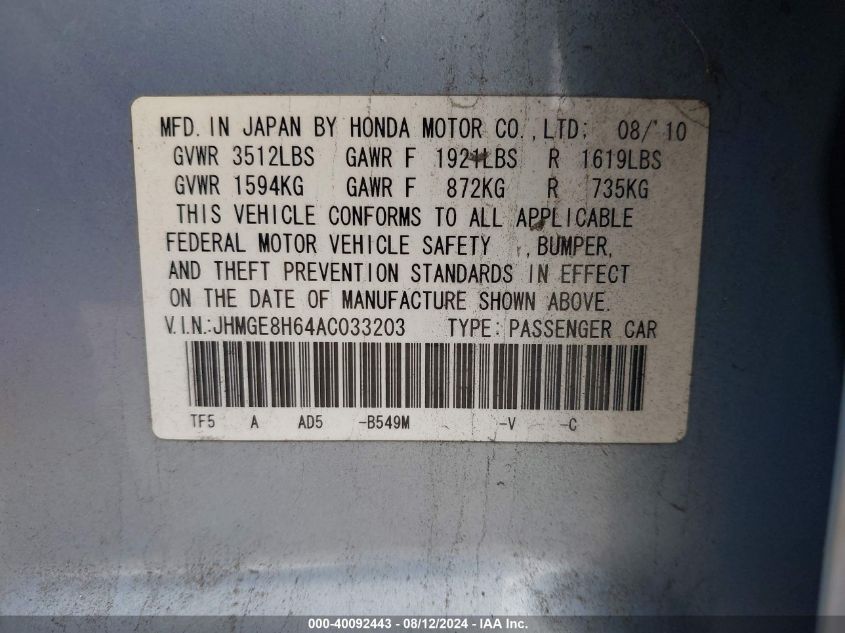 MFD. IN JAPAN BY HONDA MOTOR CO.,LTD; 08/'10
GVWR 3512LBS GAWR F 1921LBS R 1619LBS
GVWR 1594KG GAWR F 872KG R 735KG
THIS VEHICLE CONFORMS TO ALL APPLICABLE
FEDERAL MOTOR VEHICLE SAFETY , BUMPER,
AND THEFT PREVENTION STANDARDS IN EFFECT
ON THE DATE OF MANUFACTURE SHOWN ABOVE.
V.I.N.:JHMGE8H64AC033203 TYPE: PASSENGER CAR
TF5 A AD5 -B549M -V -C
000-40092443 - 08/12/2024 - IAA Inc.